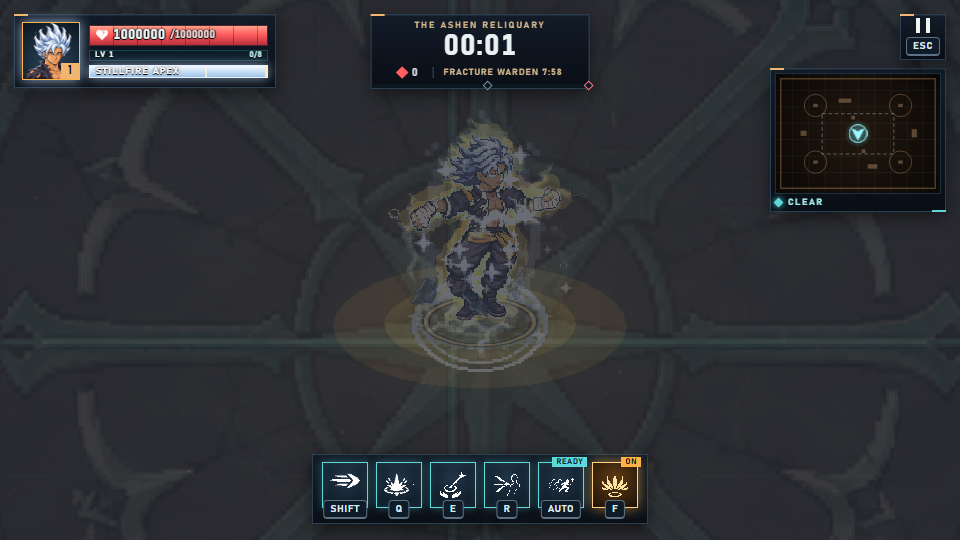 1000000 /1000000
LV 1
0/8
1
STILLFIRE APEX
THE ASHEN RELIQUARY
00:01
0
FRACTURE WARDEN 7:58
ESC
CLEAR
READY
ON
SHIFT
Q
E
R
AUTO
F